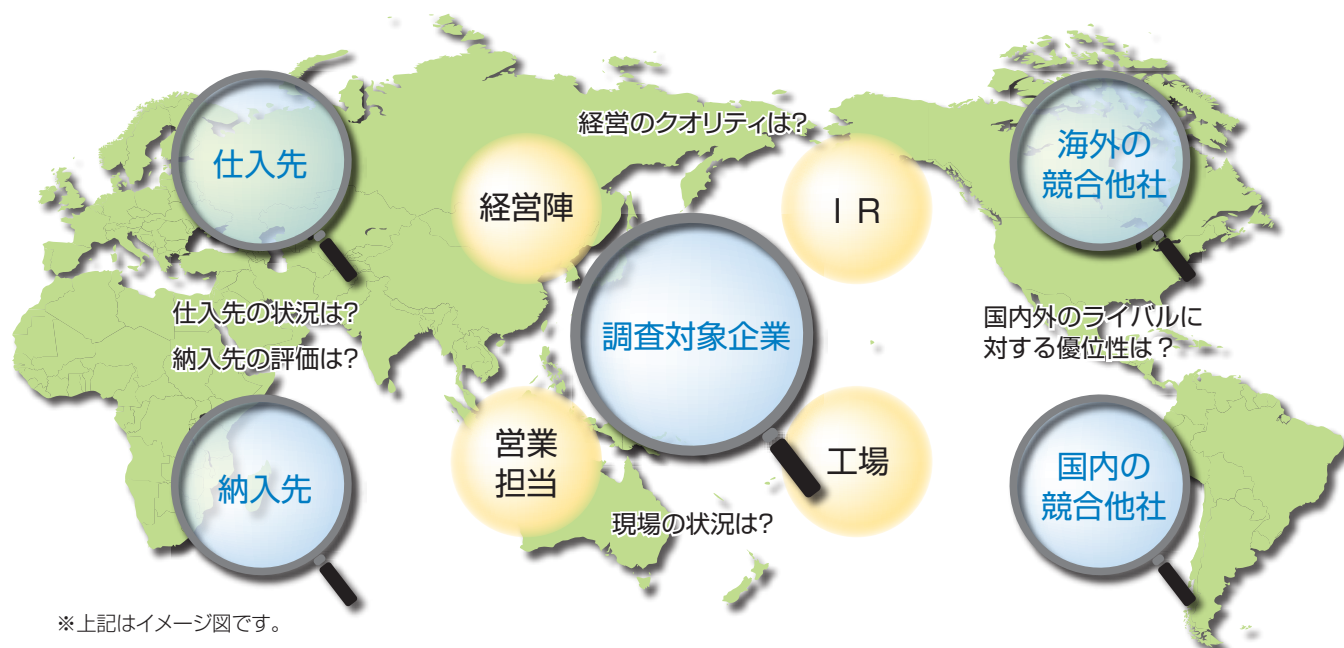 経営のクオリティは?
仕入先
海外の
競合他社
経営陣
I R
仕入先の状況は?
納入先の評価は?
調査対象企業
国内外のライバルに
対する優位性は?
営業
担当
工場
納入先
国内の
競合他社
現場の状況は?
※上記はイメージ図です。